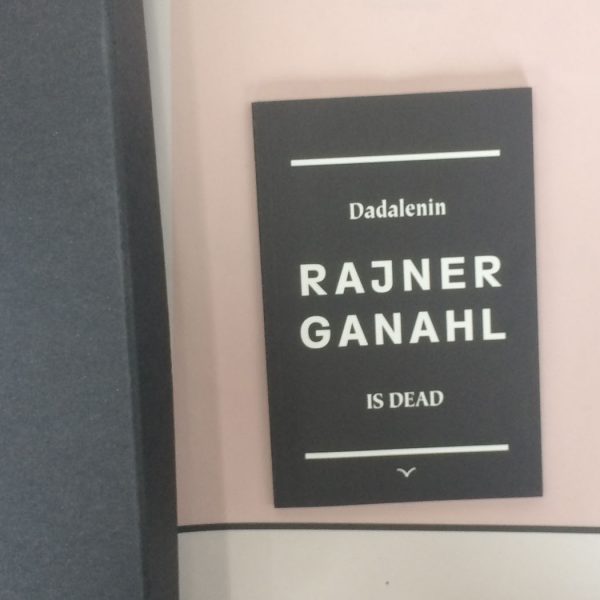 Dadalenin
RAJNER
GANAHL
IS DEAD